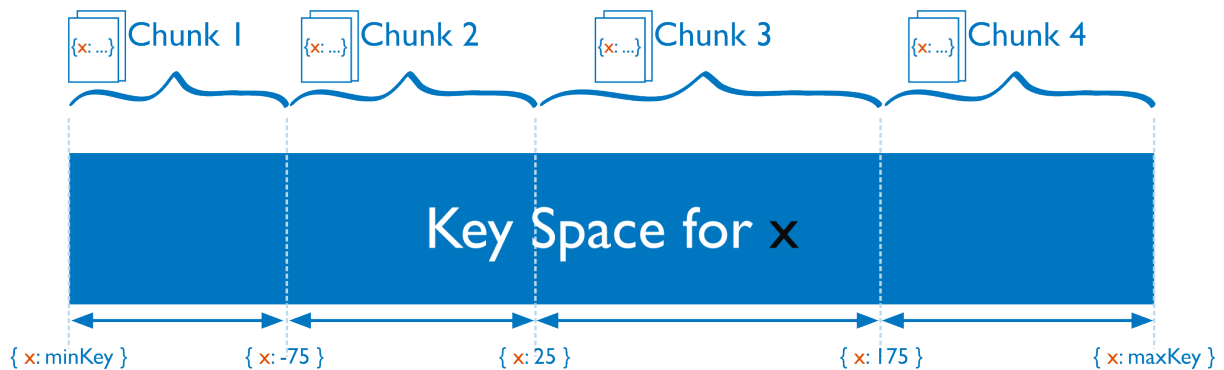 {x: ...} Chunk 1
{x: ...} Chunk 2
{x: ...} Chunk 3
{x: ...} Chunk 4
Key Space for x
{ x: minKey }
{ x: -75 }
{ x: 25 }
{ x: 175 }
{ x: maxKey }